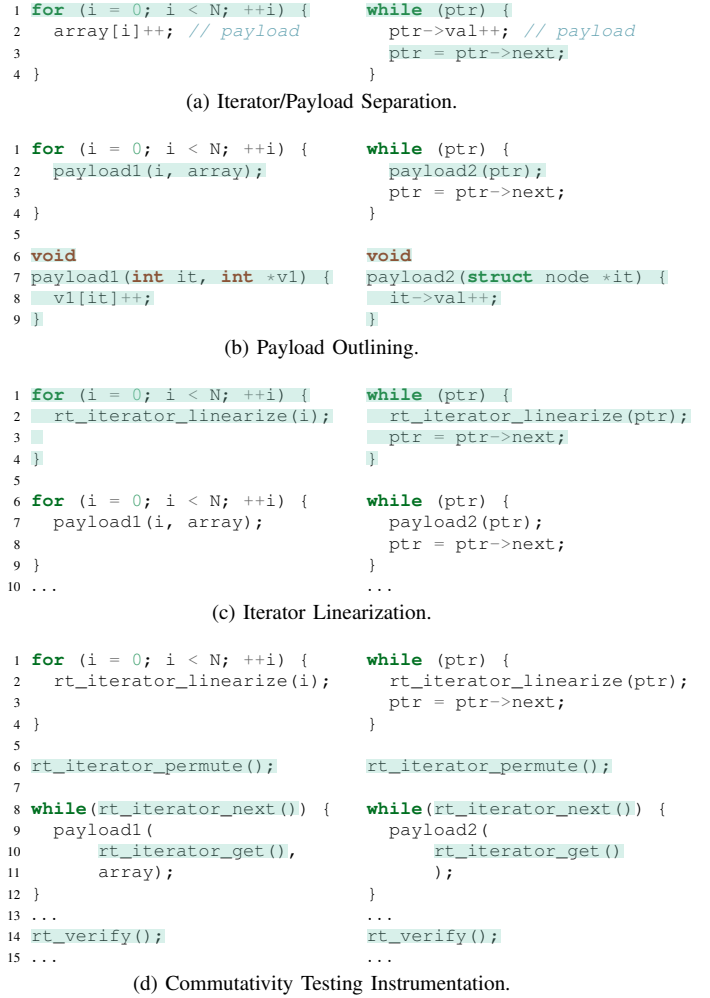 1 for (i = 0; i < N; ++i) { while (ptr) {
2 array[i]++; // payload ptr->val++; // payload
3 ptr = ptr->next;
4 } }
(a) Iterator/Payload Separation.
1 for (i = 0; i < N; ++i) { while (ptr) {
2 payload1(i, array); payload2(ptr);
3 ptr = ptr->next;
4 } }
5
6 void void
7 payload1(int it, int *v1) { payload2(struct node *it) {
8 v1[it]++; it->val++;
9 } }
(b) Payload Outlining.
1 for (i = 0; i < N; ++i) { while (ptr) {
2 rt_iterator_linearize(i); rt_iterator_linearize(ptr);
3 ptr = ptr->next;
4 } }
5
6 for (i = 0; i < N; ++i) { while (ptr) {
7 payload1(i, array); payload2(ptr);
8 ptr = ptr->next;
9 } }
10 ... ...
(c) Iterator Linearization.
1 for (i = 0; i < N; ++i) { while (ptr) {
2 rt_iterator_linearize(i); rt_iterator_linearize(ptr);
3 ptr = ptr->next;
4 } }
5
6 rt_iterator_permute(); rt_iterator_permute();
7
8 while(rt_iterator_next()) { while(rt_iterator_next()) {
9 payload1( payload2(
10 rt_iterator_get(), rt_iterator_get()
11 array); );
12 } }
13 ... ...
14 rt_verify(); rt_verify();
15 ... ...
(d) Commutativity Testing Instrumentation.